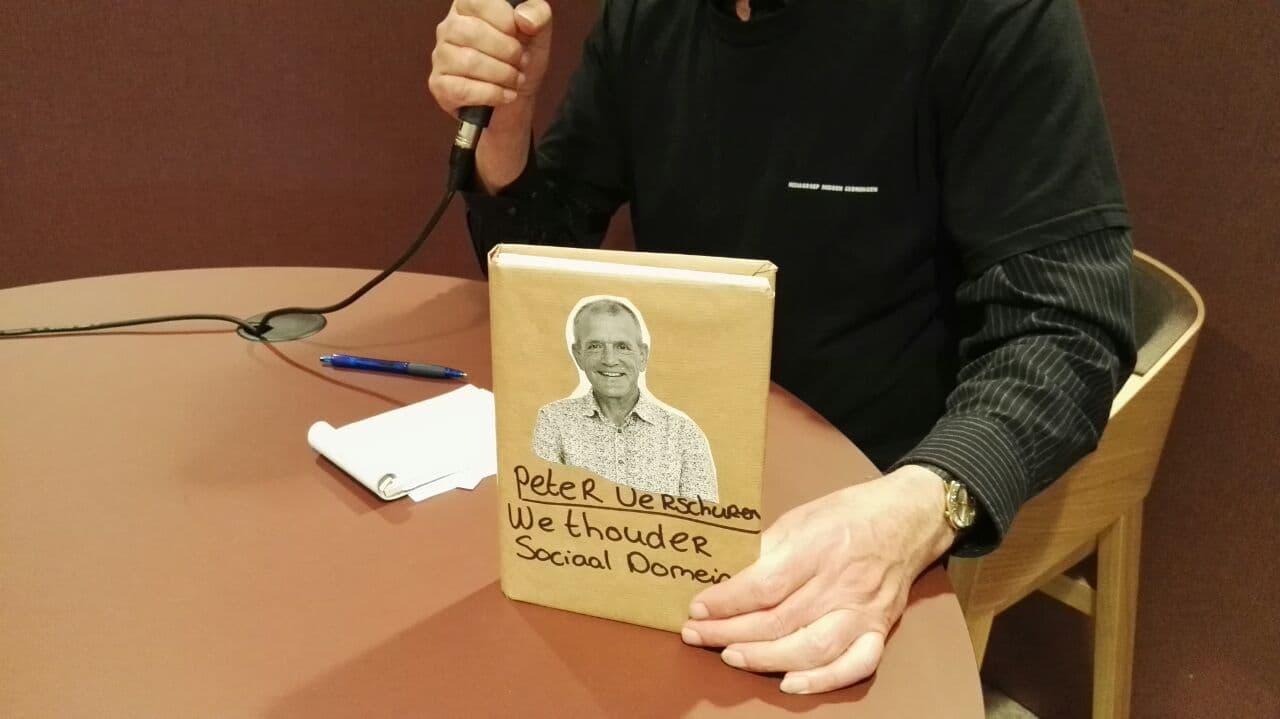 PeteR VeRschuRen
WethoudeR
Sociaal Domein